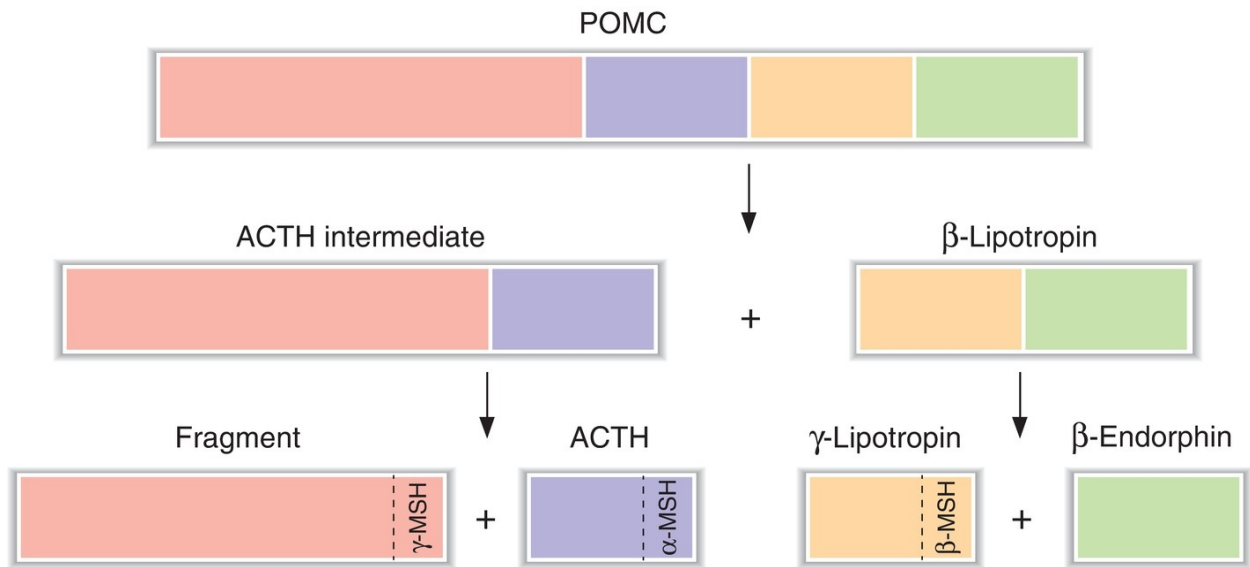 POMC
ACTH intermediate
β-Lipotropin
+
Fragment
ACTH
γ-Lipotropin
β-Endorphin
γ-MSH
+
α-MSH
β-MSH
+